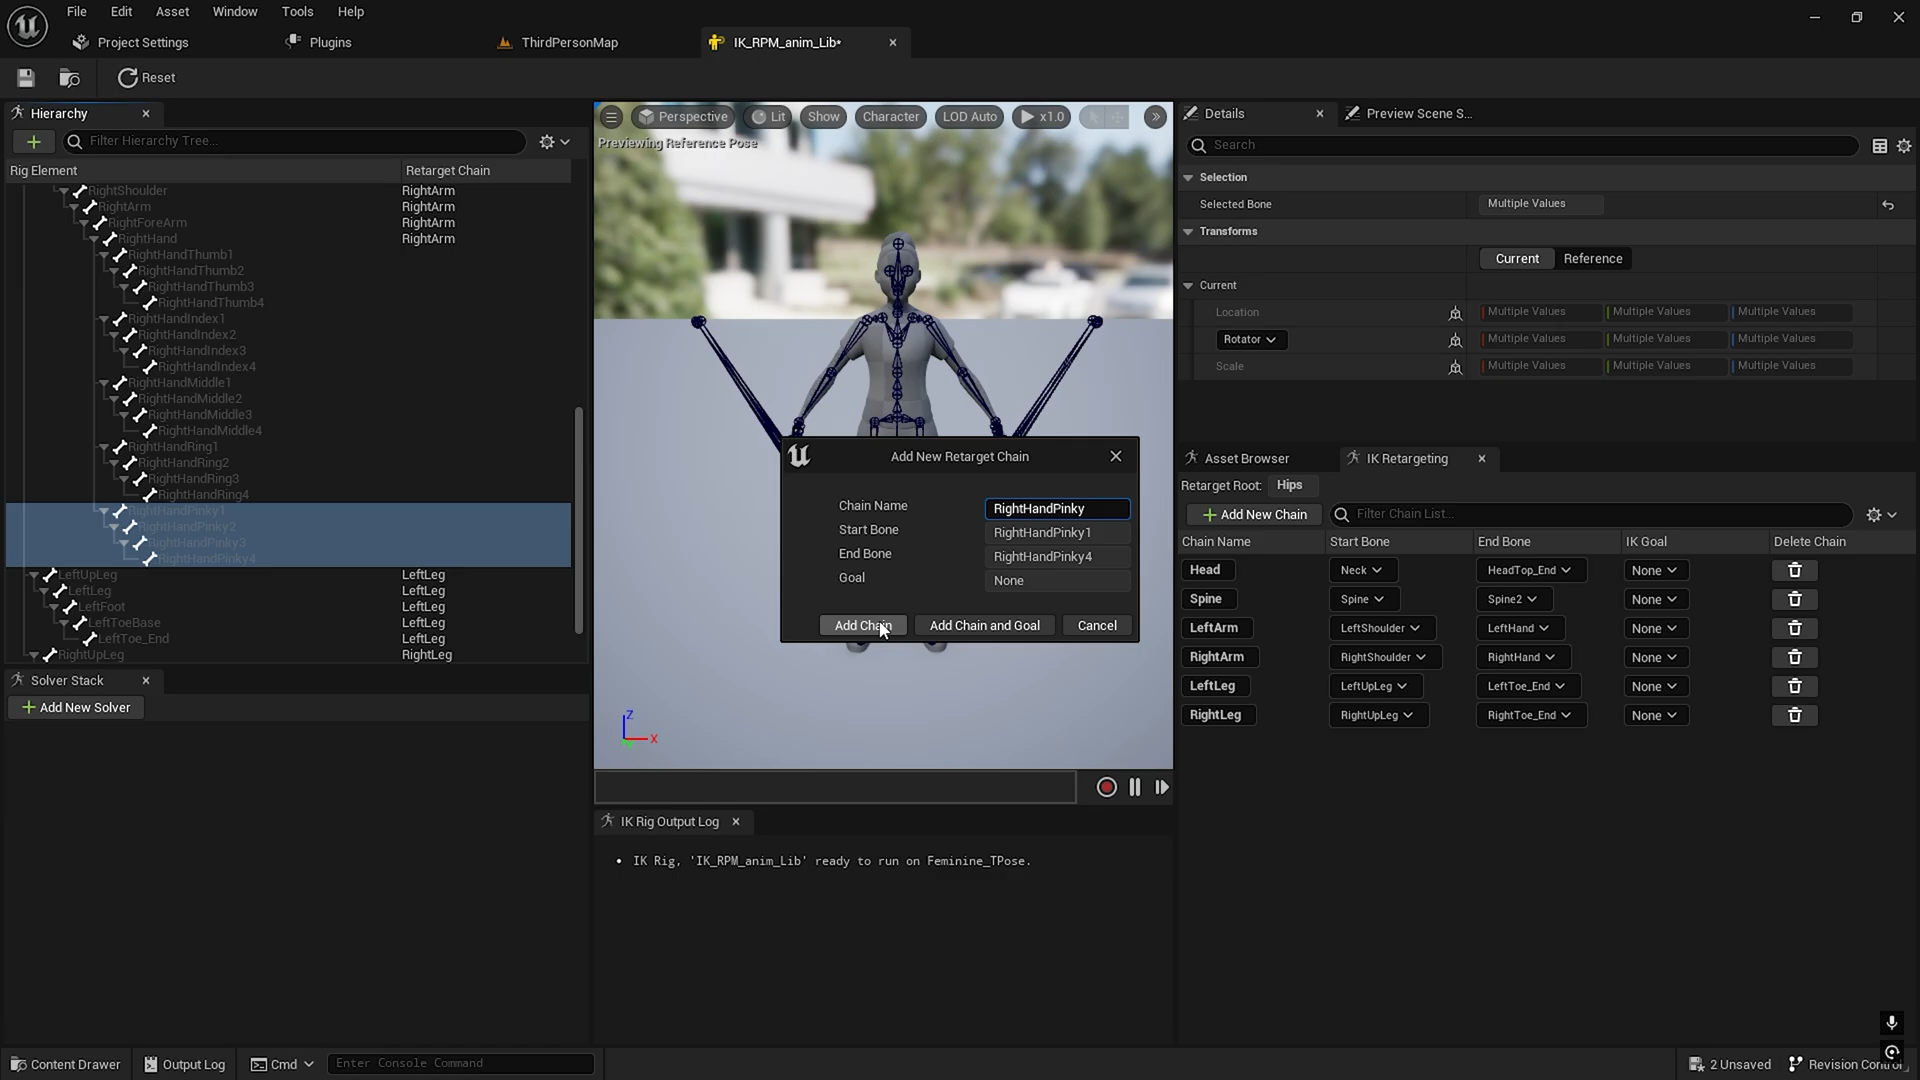 File Edit Asset Window Tools Help
Project Settings Plugins ThirdPersonMap IK_RPM_anim_Lib•
Reset
Hierarchy
Filter Hierarchy Tree...
Rig Element Retarget Chain
RightShoulder RightArm
RightArm RightArm
RightForeArm RightArm
RightHand RightArm
RightHandThumb1
RightHandThumb2
RightHandThumb3
RightHandThumb4
RightHandIndex1
RightHandIndex2
RightHandIndex3
RightHandIndex4
RightHandMiddle1
RightHandMiddle2
RightHandMiddle3
RightHandMiddle4
RightHandRing1
RightHandRing2
RightHandRing3
RightHandRing4
RightHandPinky1
RightHandPinky2
RightHandPinky3
RightHandPinky4
LeftUpLeg LeftLeg
LeftLeg LeftLeg
LeftFoot LeftLeg
LeftToeBase LeftLeg
LeftToe_End LeftLeg
RightUpLeg RightLeg
Solver Stack
Add New Solver
Perspective Lit Show Character LOD Auto x1.0
Previewing Reference Pose
Z
X
Add New Retarget Chain
Chain Name RightHandPinky
Start Bone RightHandPinky1
End Bone RightHandPinky4
Goal None
Add Chain Add Chain and Goal Cancel
IK Rig Output Log
• IK Rig, 'IK_RPM_anim_Lib' ready to run on Feminine_TPose.
Details Preview Scene S...
Search
Selection
Selected Bone Multiple Values
Transforms
Current Reference
Current
Location Multiple Values Multiple Values Multiple Values
Rotator Multiple Values Multiple Values Multiple Values
Scale Multiple Values Multiple Values Multiple Values
Asset Browser IK Retargeting
Retarget Root: Hips
Add New Chain Filter Chain List...
Chain Name Start Bone End Bone IK Goal Delete Chain
Head Neck HeadTop_End None
Spine Spine Spine2 None
LeftArm LeftShoulder LeftHand None
RightArm RightShoulder RightHand None
LeftLeg LeftUpLeg LeftToe_End None
RightLeg RightUpLeg RightToe_End None
Content Drawer Output Log Cmd Enter Console Command 2 Unsaved Revision Control